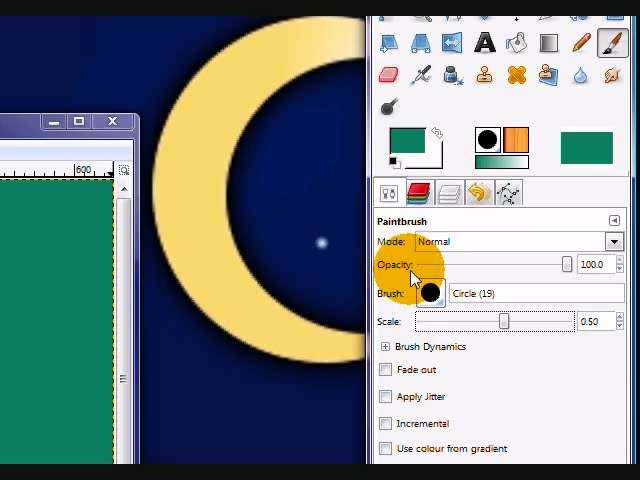 600
Paintbrush
Mode: Normal
Opacity: 100.0
Brush: Circle (19)
Scale: 0.50
Brush Dynamics
Fade out
Apply Jitter
Incremental
Use colour from gradient